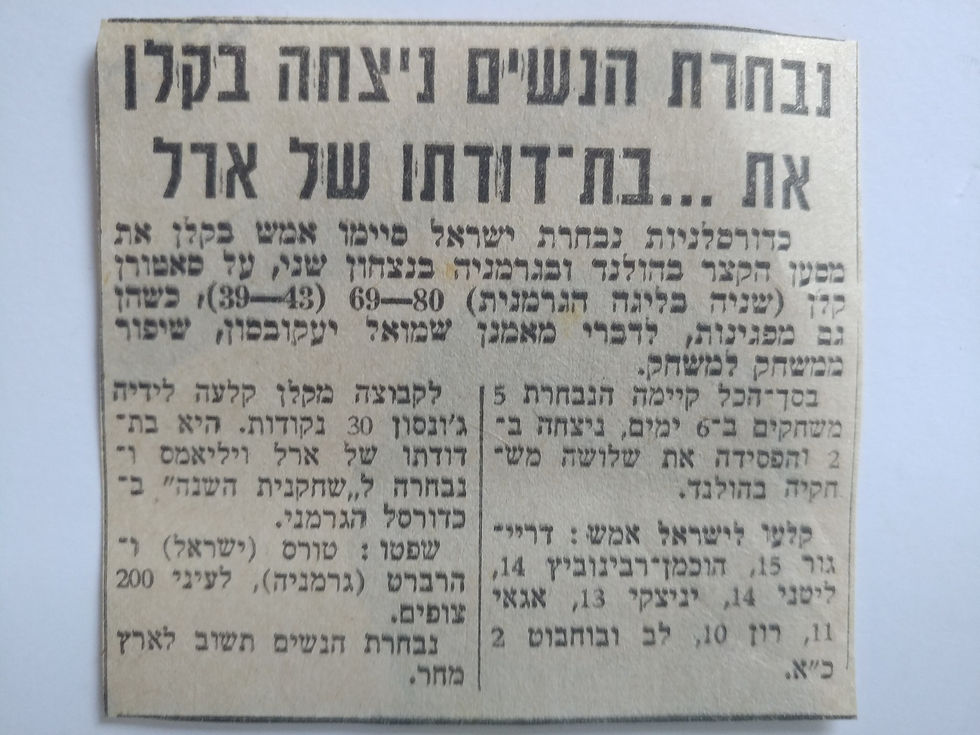 נבחרת הנשים ניצחה בקלן
את ...בת־דודתו של ארל
כדורסלניות נבחרת ישראל סיימו אמש בקלן את
מסען הקצר בהולנד ובגרמניה בנצחון שני, על סאטורן
קלן (שניה בליגה הגרמנית) 80—69 (43—39), כשהן
גם מפגינות, לדברי מאמנן שמואל יעקובסון, שיפור
ממשחק למשחק.
בסך־הכל קיימה הנבחרת 5
משחקים ב־6 ימים, ניצחה ב־
2 והפסידה את שלושה מש־
חקיה בהולנד.
קלעו לישראל אמש: דריי־
גור 15, הוכמן־רבינוביץ 14,
ליטני 14, יניצקי 13, אגאי
11, רון 10, לב ובוחבוט 2
כ״א.
לקבוצה מקלן קלעה לידיה
ג'ונסון 30 נקודות. היא בת־
דודתו של ארל ויליאמס ו־
נבחרה ל„שחקנית השנה״ ב־
כדורסל הגרמני.
שפטו: טורס (ישראל) ו־
הרברט (גרמניה), לעיני 200
צופים.
נבחרת הנשים תשוב לארץ
מחר.